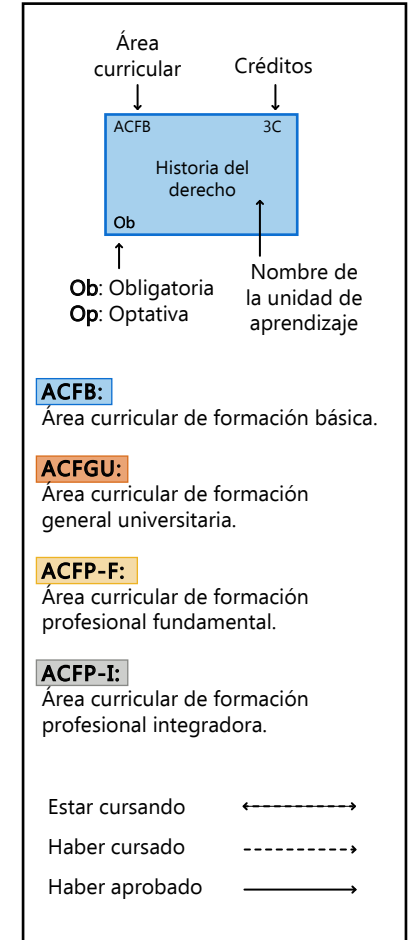 Área
curricular
Créditos
ACFB
3C
Historia del
derecho
Ob
Ob: Obligatoria
Op: Optativa
Nombre de
la unidad de
aprendizaje
ACFB:
Área curricular de formación básica.
ACFGU:
Área curricular de formación
general universitaria.
ACFP-F:
Área curricular de formación
profesional fundamental.
ACFP-I:
Área curricular de formación
profesional integradora.
Estar cursando
Haber cursado
Haber aprobado